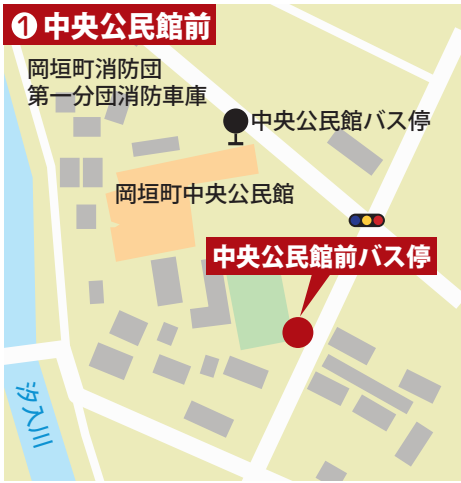 ❶中央公民館前
岡垣町消防団
第一分団消防車庫
中央公民館バス停
岡垣町中央公民館
中央公民館前バス停
汐入川